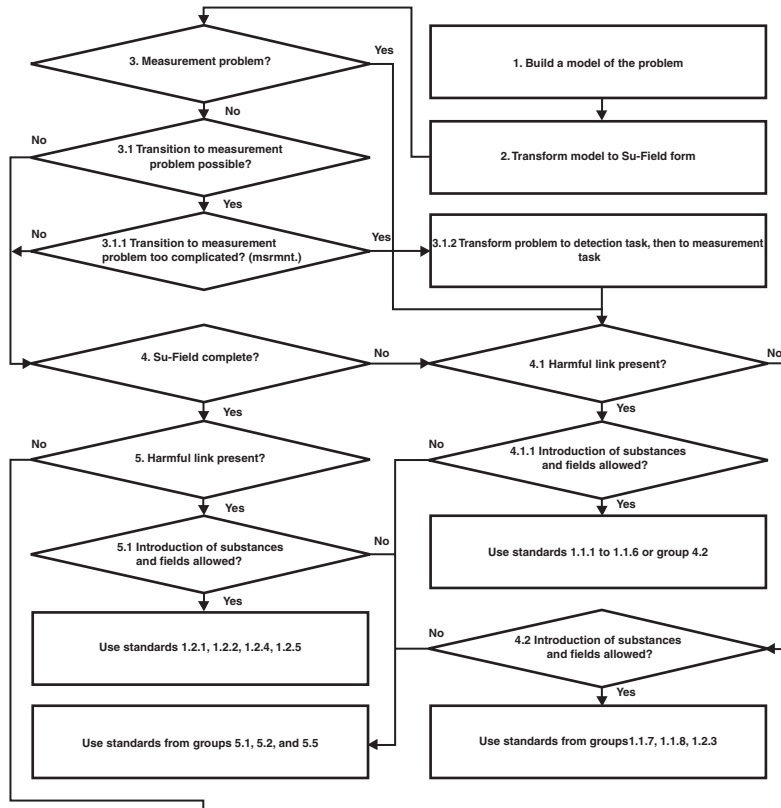 3. Measurement problem?
Yes
No
1. Build a model of the problem
2. Transform model to Su-Field form
No
3.1 Transition to measurement
problem possible?
Yes
No
3.1.1 Transition to measurement
problem too complicated? (msrmnt.)
Yes
3.1.2 Transform problem to detection task, then to measurement
task
4. Su-Field complete?
No
Yes
4.1 Harmful link present?
No
Yes
No
5. Harmful link present?
Yes
No
4.1.1 Introduction of substances
and fields allowed?
Yes
5.1 Introduction of substances
and fields allowed?
No
Yes
Use standards 1.1.1 to 1.1.6 or group 4.2
Use standards 1.2.1, 1.2.2, 1.2.4, 1.2.5
No
4.2 Introduction of substances
and fields allowed?
Yes
Use standards from groups 5.1, 5.2, and 5.5
Use standards from groups1.1.7, 1.1.8, 1.2.3